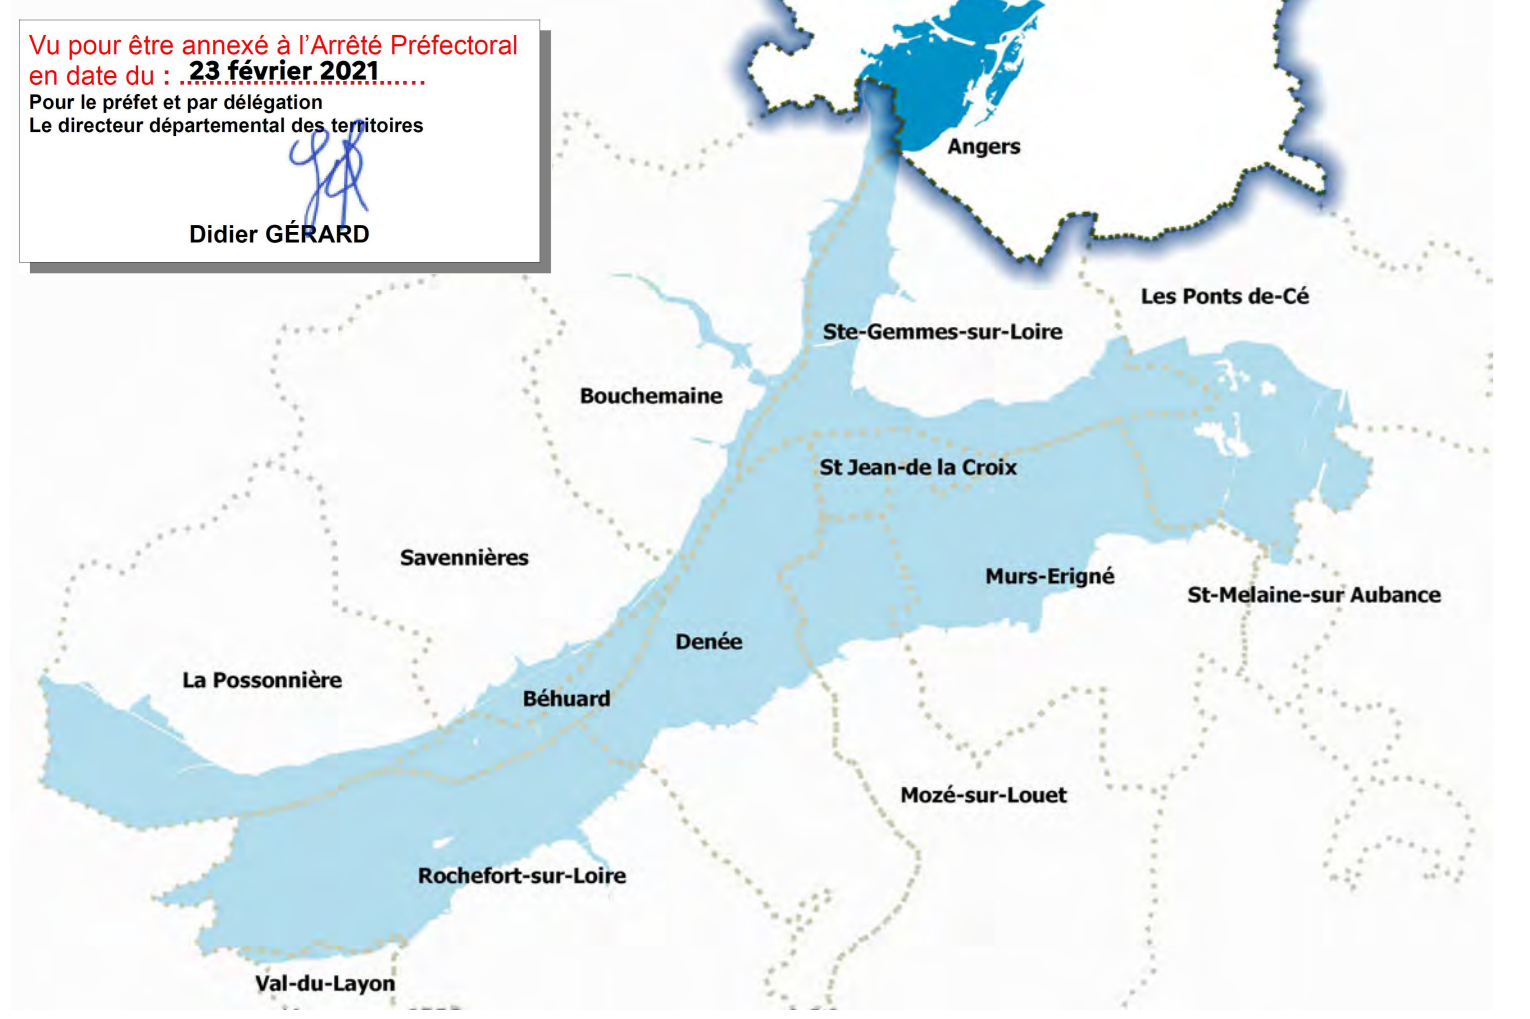 Vu pour être annexé à l'Arrêté Préfectoral
en date du : 23 février 2021
Pour le préfet et par délégation
Le directeur départemental des territoires
Didier GÉRARD
Angers
Les Ponts de-Cé
Ste-Gemmes-sur-Loire
Bouchemaine
St Jean-de la Croix
Savennières
Murs-Erigné
St-Melaine-sur Aubance
Denée
La Possonnière
Béhuard
Mozé-sur-Louet
Rochefort-sur-Loire
Val-du-Layon